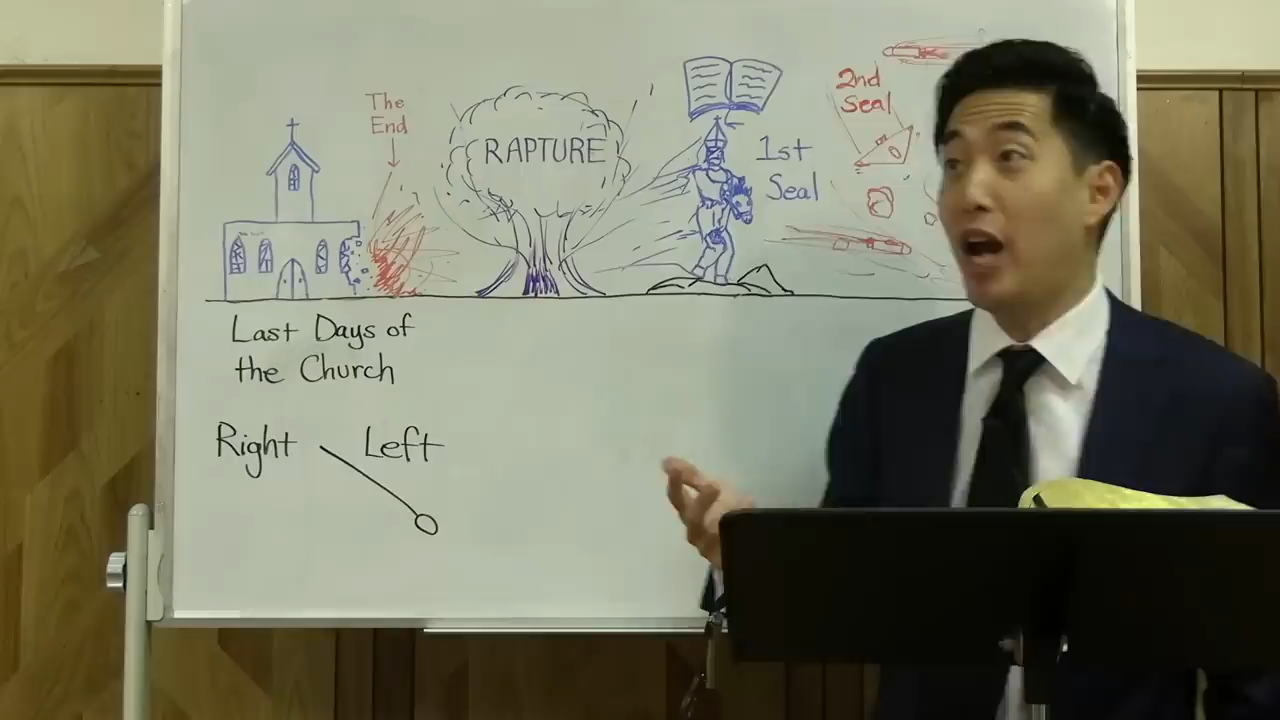 The
End
RAPTURE
1st
Seal
2nd
Seal
Last Days of
the Church
Right Left